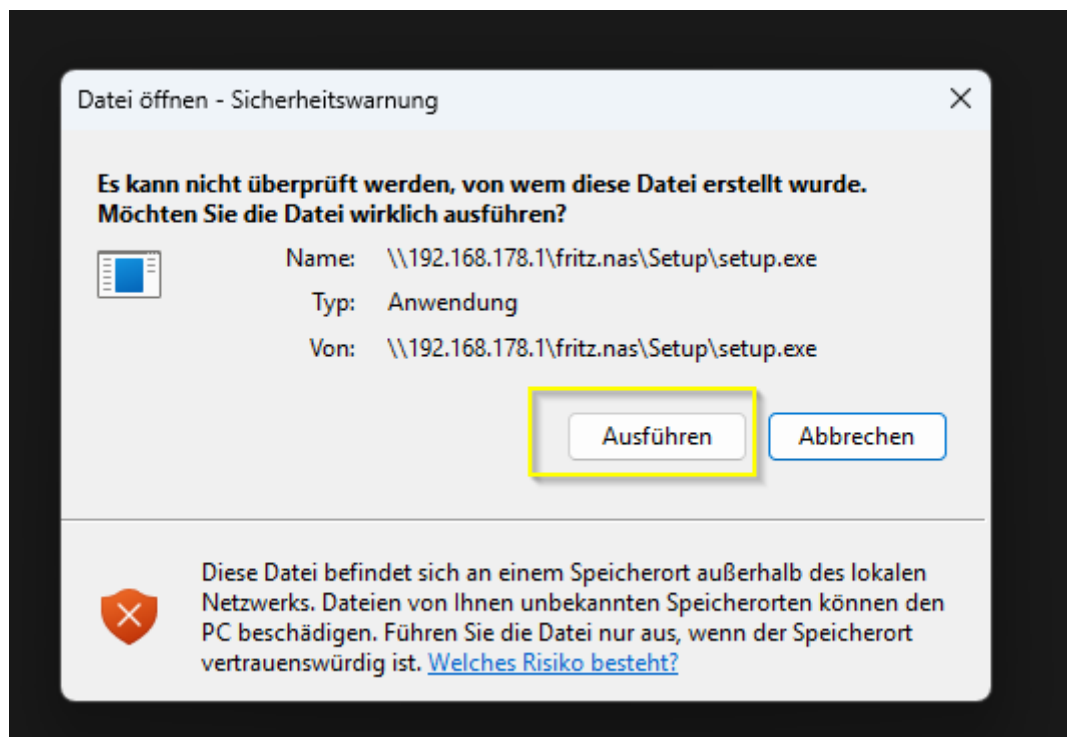 Datei öffnen - Sicherheitswarnung
Es kann nicht überprüft werden, von wem diese Datei erstellt wurde.
Möchten Sie die Datei wirklich ausführen?
Name: \\192.168.178.1\fritz.nas\Setup\setup.exe
Typ: Anwendung
Von: \\192.168.178.1\fritz.nas\Setup\setup.exe
Ausführen Abbrechen
Diese Datei befindet sich an einem Speicherort außerhalb des lokalen
Netzwerks. Dateien von Ihnen unbekannten Speicherorten können den
PC beschädigen. Führen Sie die Datei nur aus, wenn der Speicherort
vertrauenswürdig ist. Welches Risiko besteht?